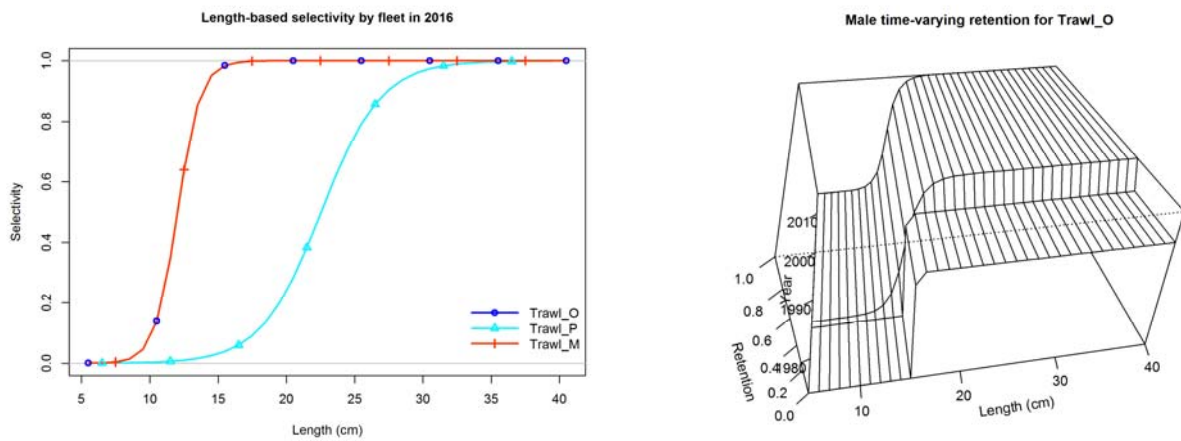 Length-based selectivity by fleet in 2016
1.0
0.8
0.6
0.4
0.2
0.0
Selectivity
5 10 15 20 25 30 35 40
Length (cm)
Trawl_O
Trawl_P
Trawl_M
Male time-varying retention for Trawl_O
2010
2000
1990
1980
Year
1.0
0.8
0.6
0.4
0.2
0.0
Retention
10 20 30 40
Length (cm)